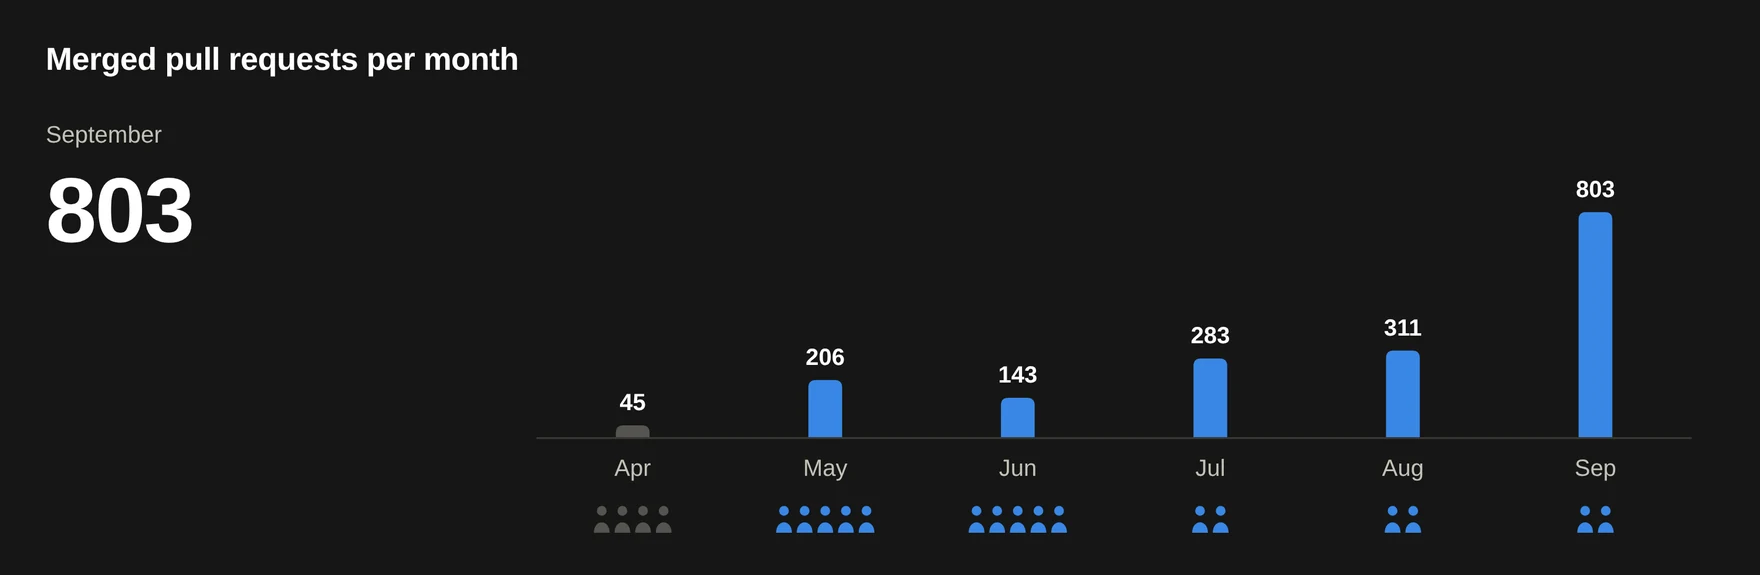 Merged pull requests per month
September
803
803
311
283
206
143
45
Apr May Jun Jul Aug Sep